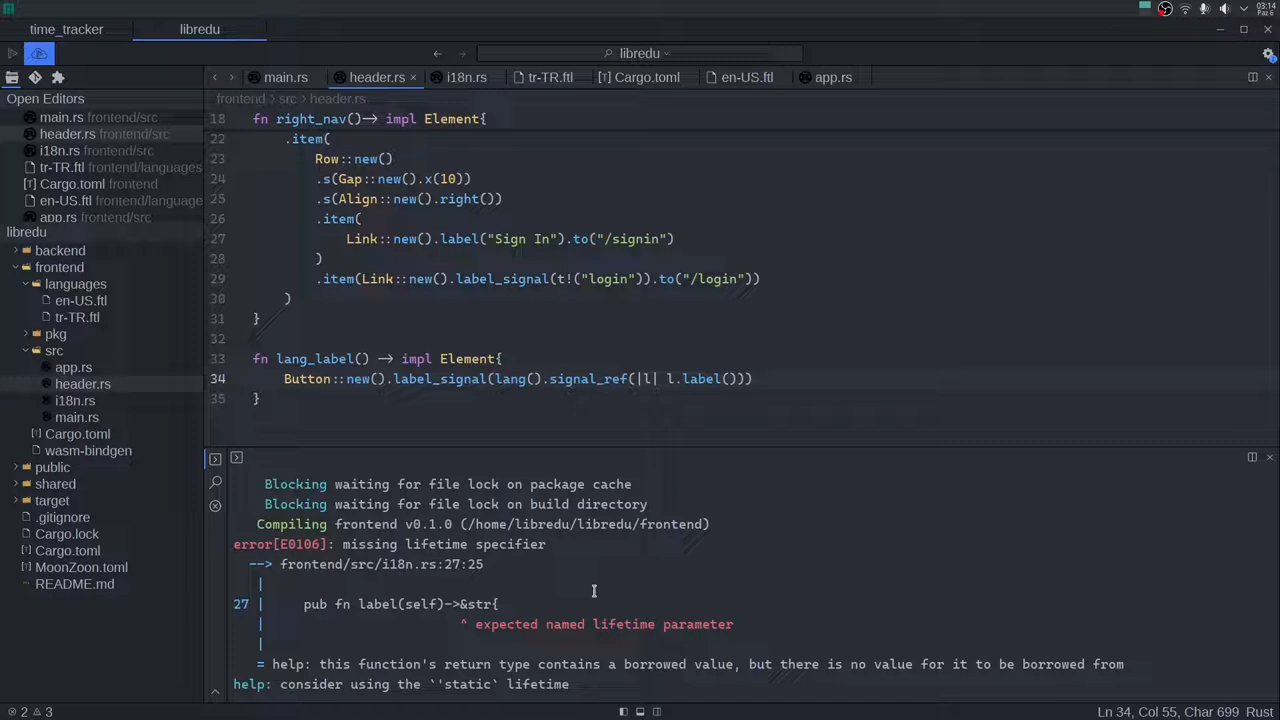 03:14
Paz 6
time_tracker
libredu
libredu
main.rs
header.rs ×
i18n.rs
tr-TR.ftl
Cargo.toml
en-US.ftl
app.rs
Open Editors
main.rs frontend/src
header.rs frontend/src
i18n.rs frontend/src
tr-TR.ftl frontend/languages
Cargo.toml frontend
en-US.ftl frontend/language
app.rs frontend/src
libredu
backend
frontend
languages
en-US.ftl
tr-TR.ftl
pkg
src
app.rs
header.rs
i18n.rs
main.rs
Cargo.toml
wasm-bindgen
public
shared
target
.gitignore
Cargo.lock
Cargo.toml
MoonZoon.toml
README.md
frontend › src › header.rs
18 fn right_nav()-> impl Element{
22 .item(
23 Row::new()
24 .s(Gap::new().x(10))
25 .s(Align::new().right())
26 .item(
27 Link::new().label("Sign In").to("/signin")
28 )
29 .item(Link::new().label_signal(t!("login")).to("/login"))
30 )
31 }
32
33 fn lang_label() -> impl Element{
34 Button::new().label_signal(lang().signal_ref(|l| l.label()))
35 }
Blocking waiting for file lock on package cache
Blocking waiting for file lock on build directory
Compiling frontend v0.1.0 (/home/libredu/libredu/frontend)
error[E0106]: missing lifetime specifier
--> frontend/src/i18n.rs:27:25
|
27 | pub fn label(self)->&str{
| ^ expected named lifetime parameter
|
= help: this function's return type contains a borrowed value, but there is no value for it to be borrowed from
help: consider using the `'static` lifetime
2 3
Ln 34, Col 55, Char 699 Rust